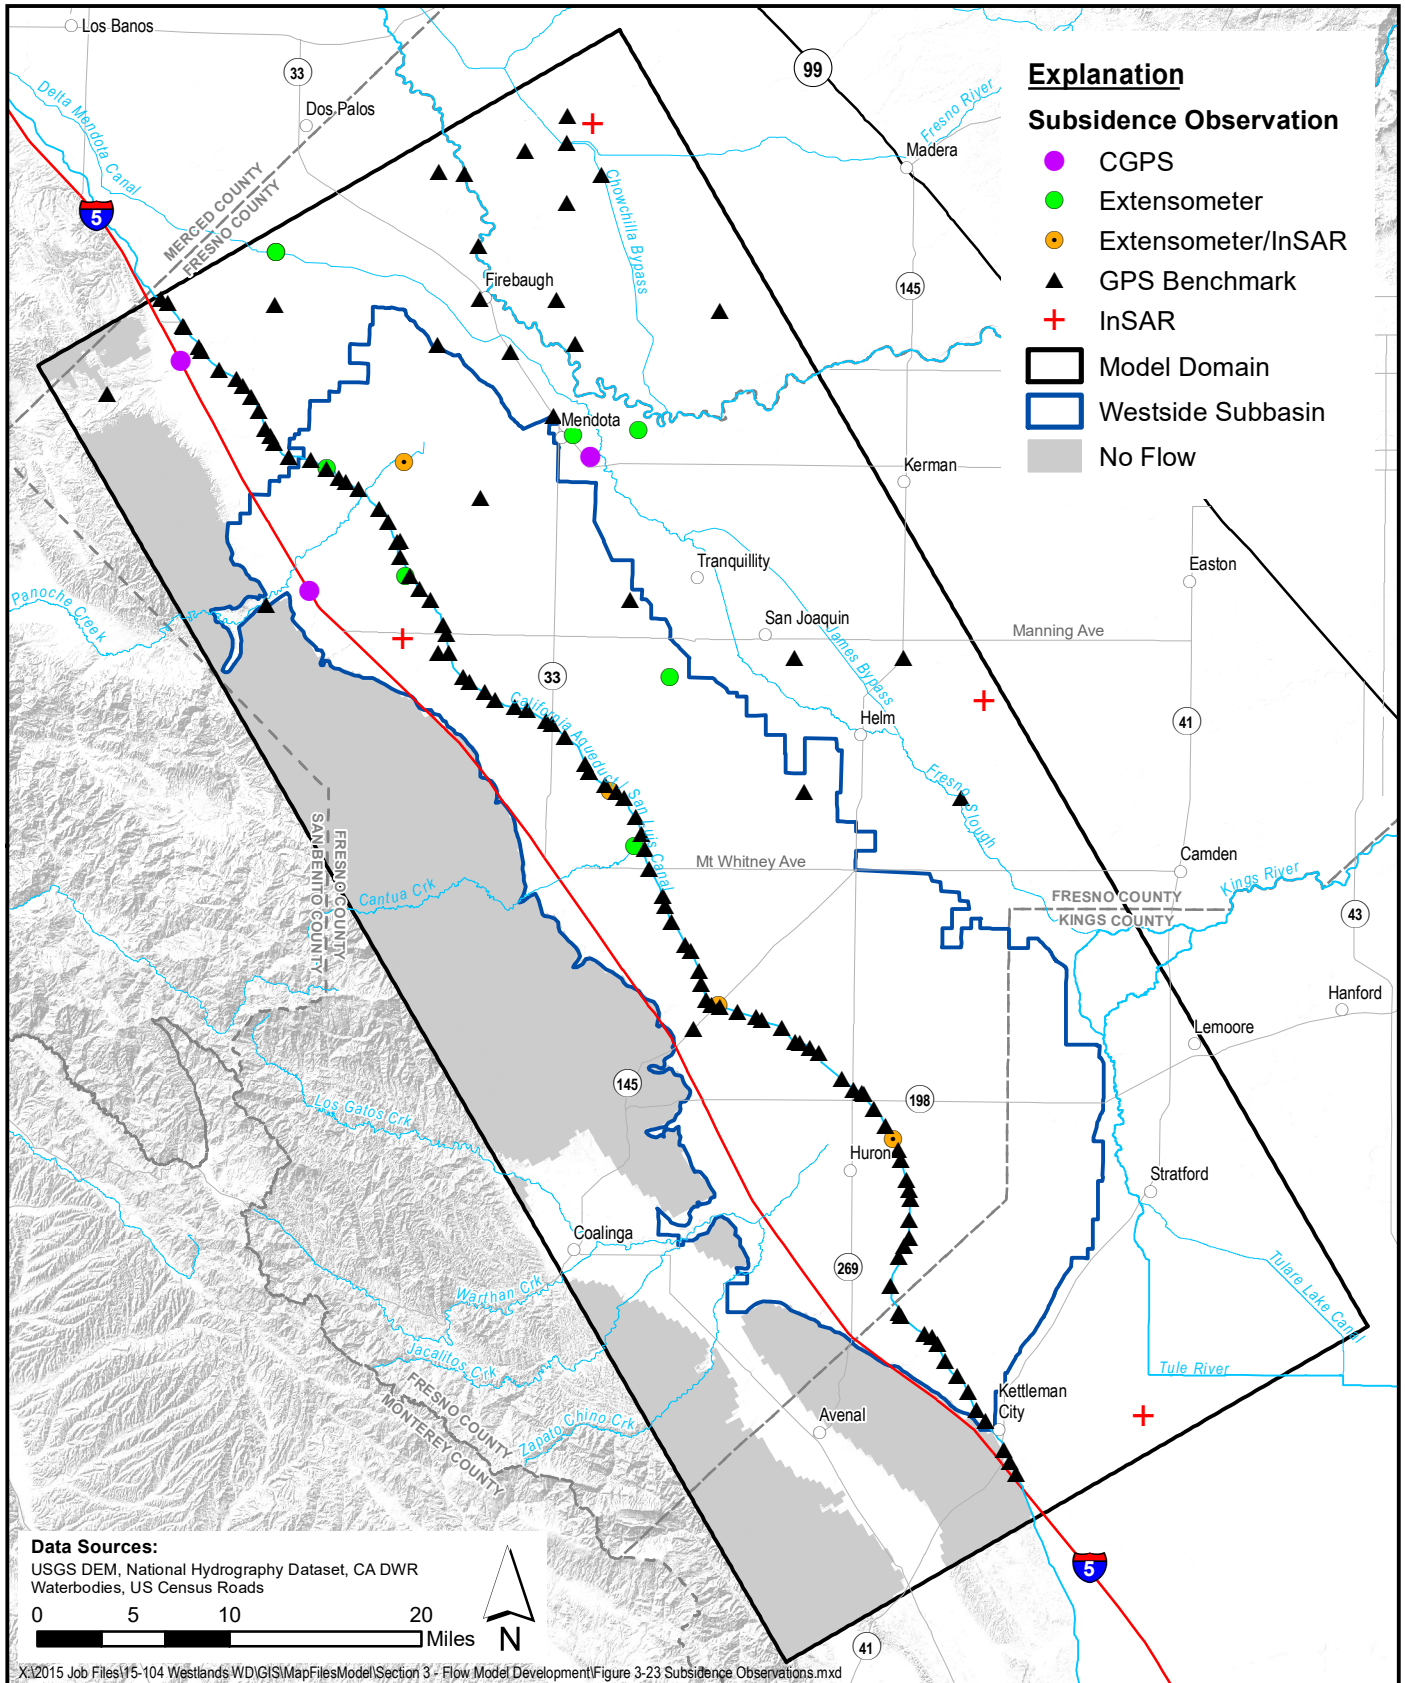 Los Banos
33
Dos Palos
99
Delta Mendota Canal
Fresno River
Madera
5
MERCED COUNTY
FRESNO COUNTY
Chowchilla Bypass
Firebaugh
145
Explanation
Subsidence Observation
CGPS
Extensometer
Extensometer/InSAR
GPS Benchmark
InSAR
Model Domain
Westside Subbasin
No Flow
Mendota
Kerman
Tranquillity
Easton
Panoche Creek
San Joaquin
James Bypass
Manning Ave
33
California Aqueduct / San Luis Canal
Helm
41
Fresno Slough
SAN BENITO COUNTY
FRESNO COUNTY
Mt Whitney Ave
Camden
Cantua Crk
Kings River
FRESNO COUNTY
KINGS COUNTY
43
Hanford
Lemoore
145
198
Los Gatos Crk
Huron
Stratford
Coalinga
269
Warthan Crk
Tulare Lake Canal
Jacalitos Crk
Tule River
FRESNO COUNTY
MONTEREY COUNTY
Zapato Chino Crk
Avenal
Kettleman
City
5
41
Data Sources:
USGS DEM, National Hydrography Dataset, CA DWR
Waterbodies, US Census Roads
0 5 10 20
Miles
N
X:\2015 Job Files\15-104 Westlands WD\GIS\MapFilesModel\Section 3 - Flow Model Development\Figure 3-23 Subsidence Observations.mxd